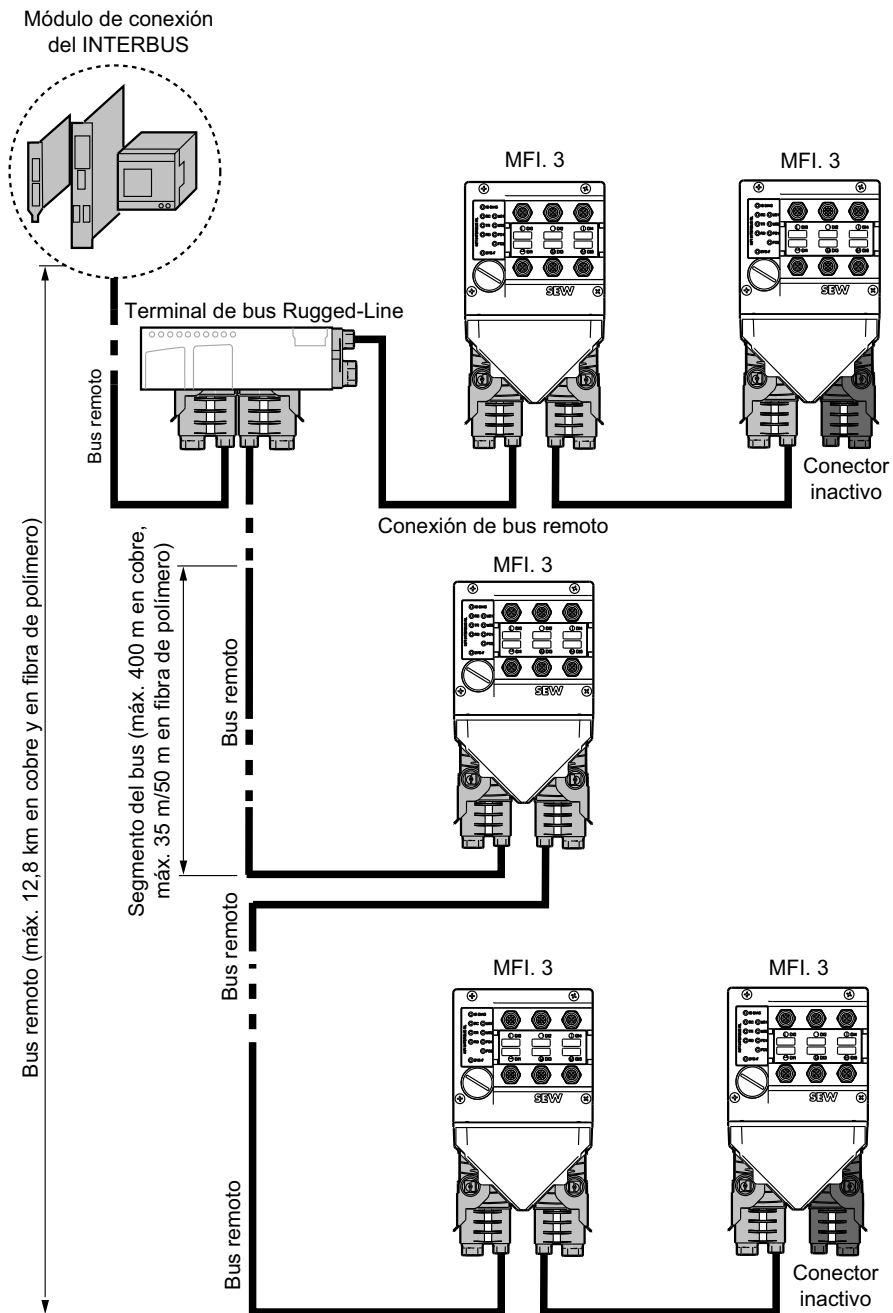 Módulo de conexión
del INTERBUS
MFI. 3
MFI. 3
SEW
SEW
Terminal de bus Rugged-Line
Bus remoto
Conector
inactivo
Conexión de bus remoto
Bus remoto (máx. 12,8 km en cobre y en fibra de polímero)
Segmento del bus (máx. 400 m en cobre,
máx. 35 m/50 m en fibra de polímero)
Bus remoto
MFI. 3
SEW
Bus remoto
MFI. 3
MFI. 3
SEW
SEW
Bus remoto
Conector
inactivo